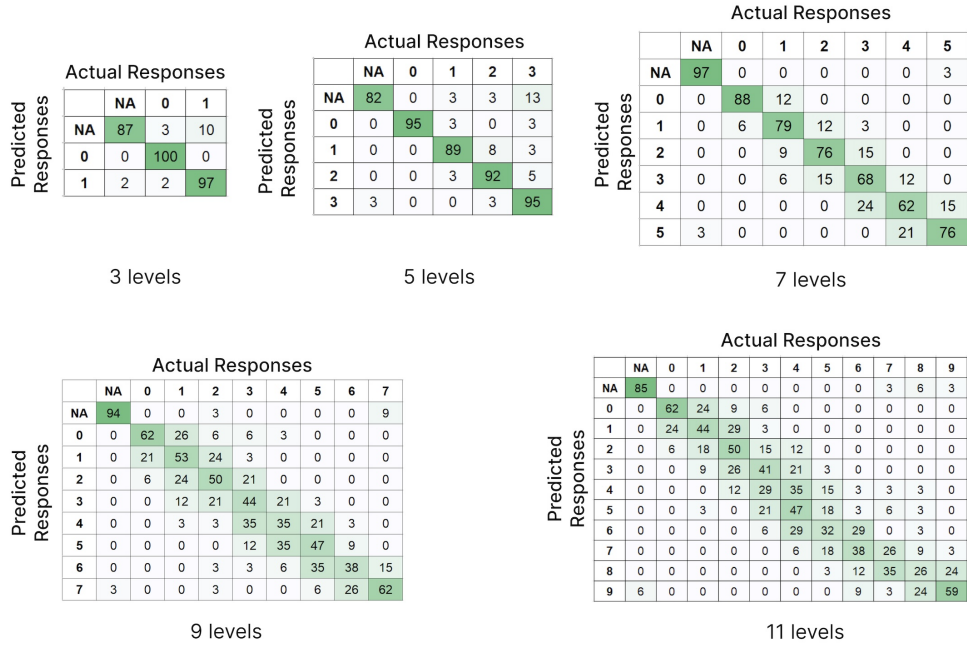 Actual Responses
Predicted
Responses
NA 0 1
NA 87 3 10
0 0 100 0
1 2 2 97
3 levels
Actual Responses
Predicted
Responses
NA 0 1 2 3
NA 82 0 3 3 13
0 0 95 3 0 3
1 0 0 89 8 3
2 0 0 3 92 5
3 3 0 0 3 95
5 levels
Actual Responses
Predicted
Responses
NA 0 1 2 3 4 5
NA 97 0 0 0 0 0 3
0 0 88 12 0 0 0 0
1 0 6 79 12 3 0 0
2 0 0 9 76 15 0 0
3 0 0 6 15 68 12 0
4 0 0 0 0 24 62 15
5 3 0 0 0 0 21 76
7 levels
Actual Responses
Predicted
Responses
NA 0 1 2 3 4 5 6 7
NA 94 0 0 3 0 0 0 0 9
0 0 62 26 6 6 3 0 0 0
1 0 21 53 24 3 0 0 0 0
2 0 6 24 50 21 0 0 0 0
3 0 0 12 21 44 21 3 0 0
4 0 0 3 3 35 35 21 3 0
5 0 0 0 0 12 35 47 9 0
6 0 0 0 3 3 6 35 38 15
7 3 0 0 3 0 0 6 26 62
9 levels
Actual Responses
Predicted
Responses
NA 0 1 2 3 4 5 6 7 8 9
NA 85 0 0 0 0 0 0 0 3 6 3
0 0 62 24 9 6 0 0 0 0 0 0
1 0 24 44 29 3 0 0 0 0 0 0
2 0 6 18 50 15 12 0 0 0 0 0
3 0 0 9 26 41 21 3 0 0 0 0
4 0 0 0 12 29 35 15 3 3 3 0
5 0 0 3 0 21 47 18 3 6 3 0
6 0 0 0 0 6 29 32 29 0 3 0
7 0 0 0 0 0 6 18 38 26 9 3
8 0 0 0 0 0 0 3 12 35 26 24
9 6 0 0 0 0 0 0 9 3 24 59
11 levels